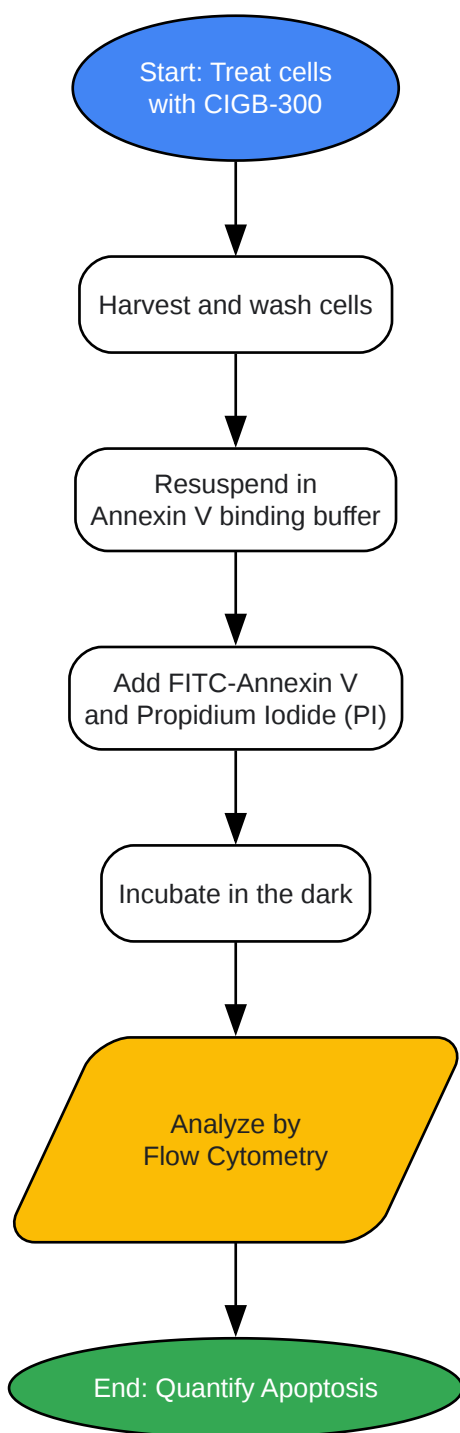 Start: Treat cells
with CIGB-300
Harvest and wash cells
Resuspend in
Annexin V binding buffer
Add FITC-Annexin V
and Propidium Iodide (PI)
Incubate in the dark
Analyze by
Flow Cytometry
End: Quantify Apoptosis